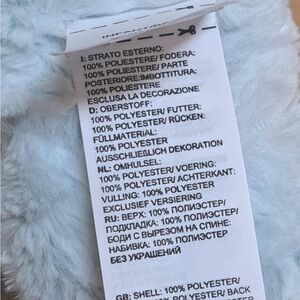 I: STRATO ESTERNO:
100% POLIESTERE/ FODERA:
100% POLIESTERE/ PARTE
POSTERIORE:IMBOTTITURA:
100% POLIESTERE
ESCLUSA LA DECORAZIONE
D: OBERSTOFF:
100% POLYESTER/ FUTTER:
100% POLYESTER/ RÜCKEN:
FÜLLMATERIAL:
100% POLYESTER
AUSSCHLIESLICH DEKORATION
NL: OMHULSEL:
100% POLYESTER/ VOERING:
100% POLYESTER/ ACHTERKANT:
VULLING: 100% POLYESTER
EXCLUSIEF VERSIERING
RU: ВЕРХ: 100% ПОЛИЭСТЕР/
ПОДКЛАДКА: 100% ПОЛИЭСТЕР/
БОДИ С ВЫРЕЗОМ НА СПИНЕ:
НАБИВКА: 100% ПОЛИЭСТЕР
БЕЗ УКРАШЕНИЙ
GB: SHELL: 100% POLYESTER/
100% POLYESTER/ BACK